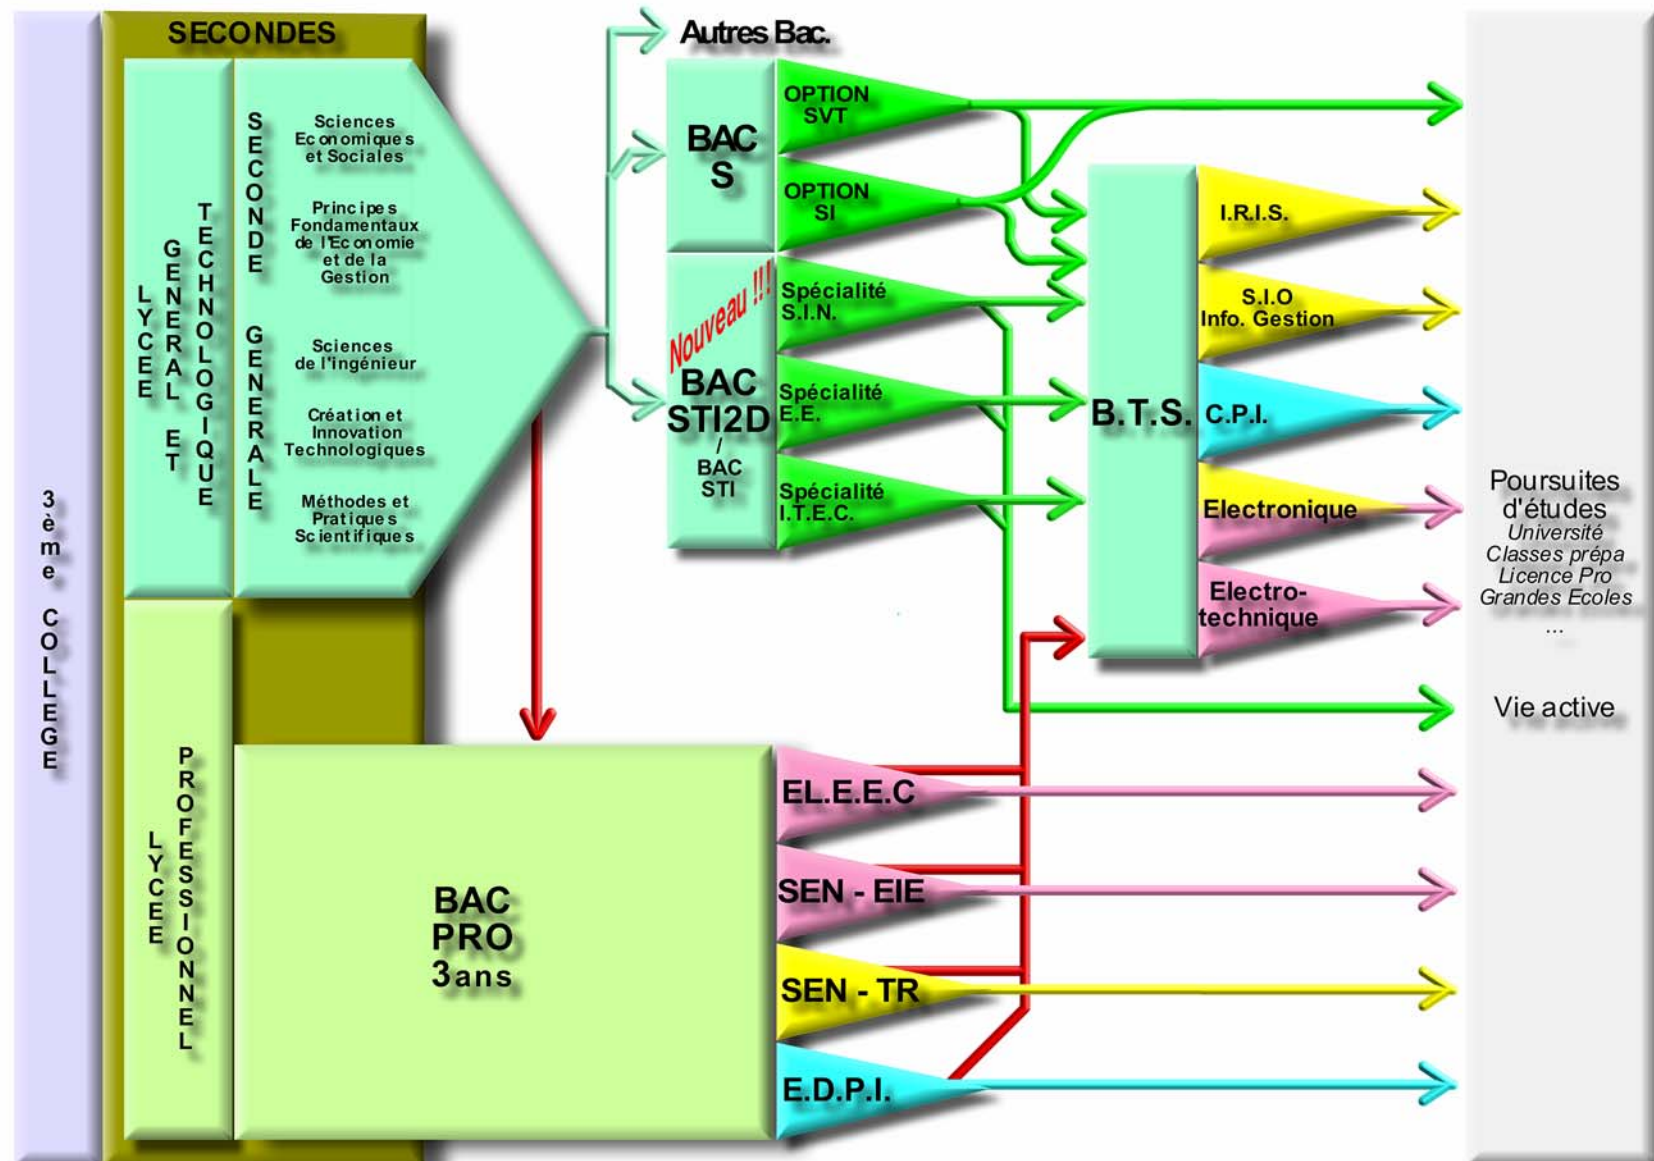 3ème COLLEGE
SECONDES
LYCEE
GENERAL ET
TECHNOLOGIQUE
SECONDE GENERALE
Sciences
Economiques
et Sociales
Principes
Fondamentaux
de l'Economie
et de la
Gestion
Sciences
de l'ingénieur
Création et
Innovation
Technologiques
Méthodes et
Pratiques
Scientifiques
LYCEE
PROFESSIONNEL
Autres Bac.
BAC
S
OPTION
SVT
OPTION
SI
Nouveau !!!
BAC
STI2D
/
BAC
STI
Spécialité
S.I.N.
Spécialité
E.E.
Spécialité
I.T.E.C.
B.T.S.
I.R.I.S.
S.I.O
Info. Gestion
C.P.I.
Electronique
Electro-
technique
BAC
PRO
3ans
EL.E.E.C
SEN - EIE
SEN - TR
E.D.P.I.
Poursuites
d'études
Université
Classes prépa
Licence Pro
Grandes Ecoles
...
Vie active